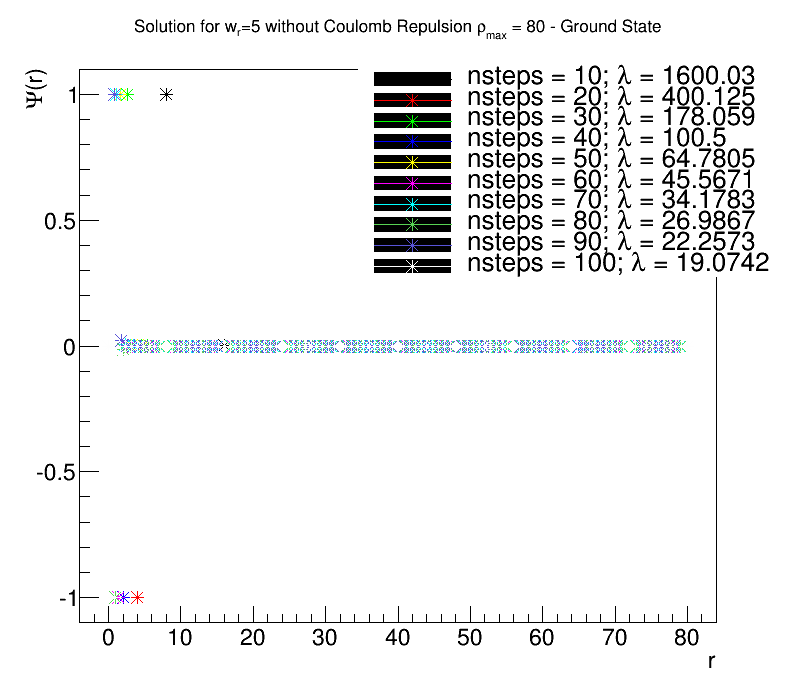 Solution for wr=5 without Coulomb Repulsion ρmax = 80 - Ground State
Ψ(r)
nsteps = 10; λ = 1600.03
nsteps = 20; λ = 400.125
nsteps = 30; λ = 178.059
nsteps = 40; λ = 100.5
nsteps = 50; λ = 64.7805
nsteps = 60; λ = 45.5671
nsteps = 70; λ = 34.1783
nsteps = 80; λ = 26.9867
nsteps = 90; λ = 22.2573
nsteps = 100; λ = 19.0742
1
0.5
0
-0.5
-1
0 10 20 30 40 50 60 70 80
r